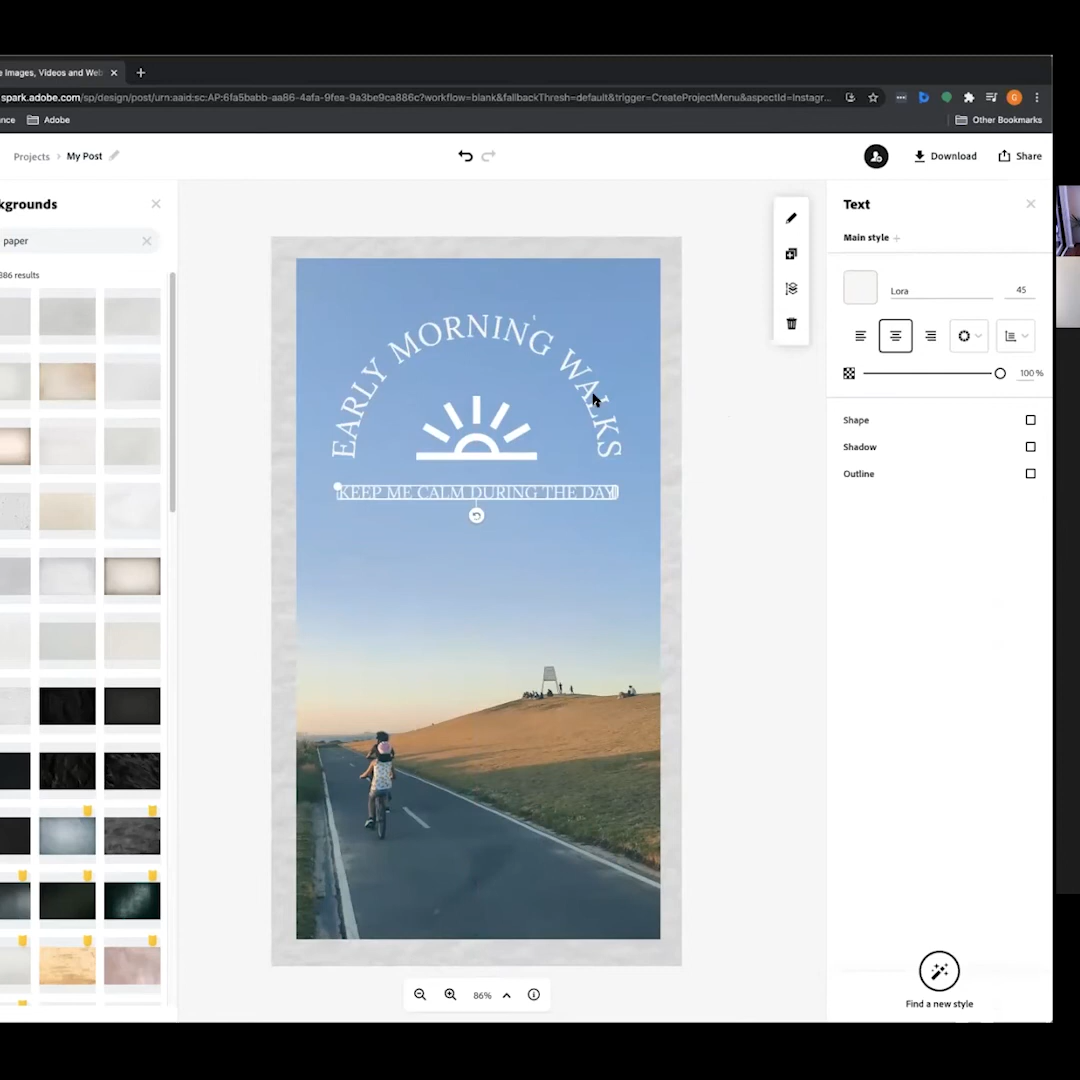 e Images, Videos and Web
spark.adobe.com/sp/design/post/urn:aaid:sc:AP:6fa5babb-aa86-4afa-9fea-9a3be9ca886c?workflow=blank&fallbackThresh=default&trigger=CreateProjectMenu&aspectId=Instagr...
nce Adobe Other Bookmarks
Projects > My Post Download Share
kgrounds
paper
386 results
EARLY MORNING WALKS
KEEP ME CALM DURING THE DAY
86%
Text
Main style +
Lora 45
100 %
Shape
Shadow
Outline
Find a new style